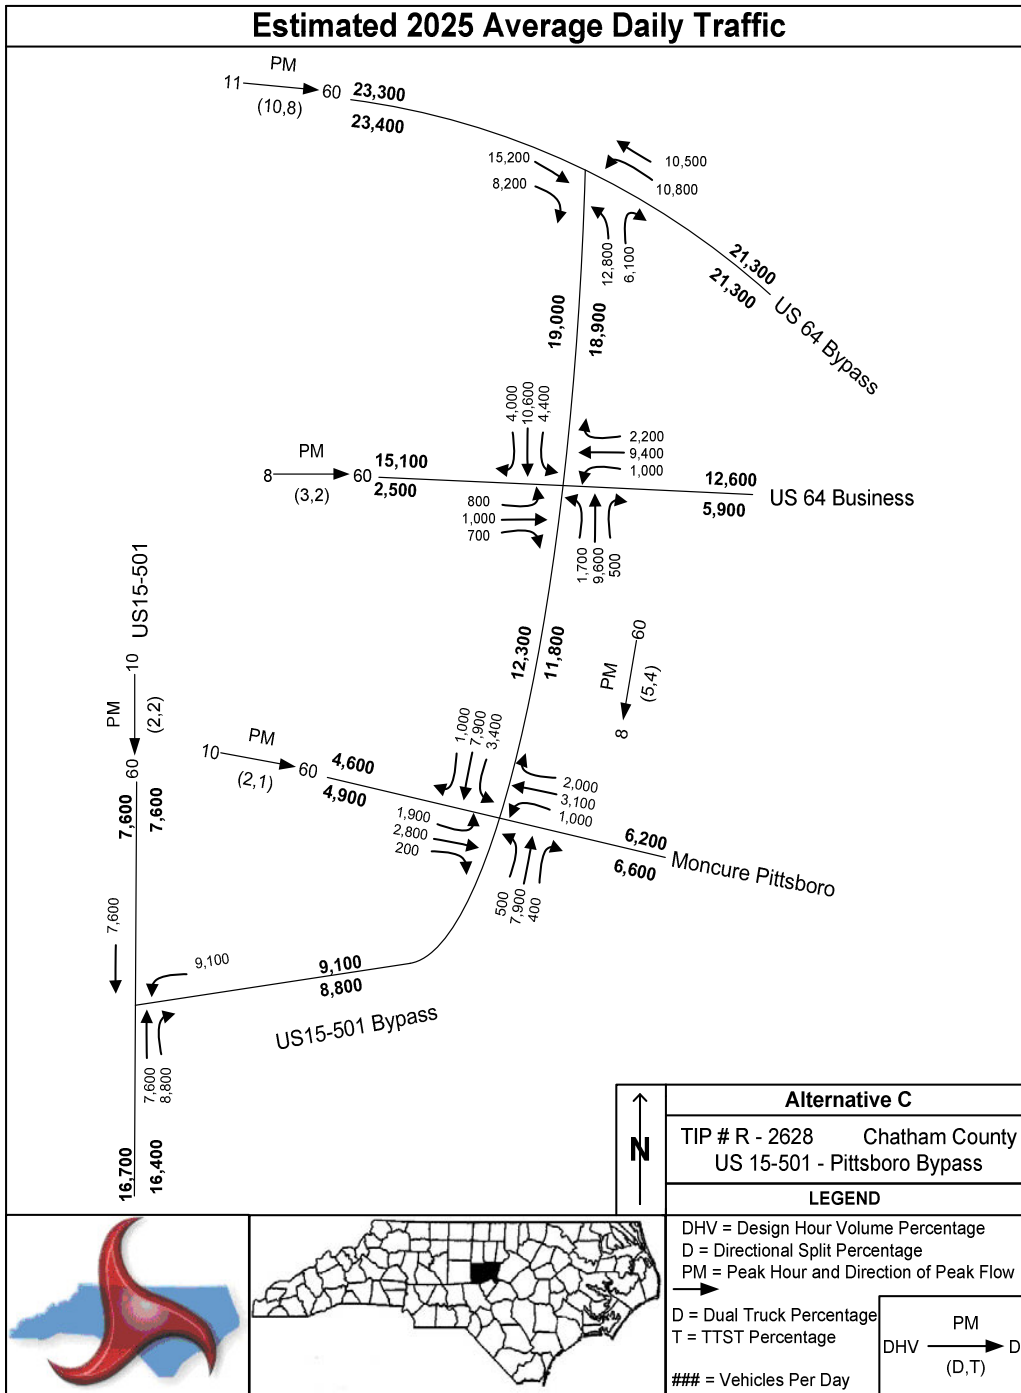 Estimated 2025 Average Daily Traffic
PM
11
60
(10,8)
23,300
23,400
15,200
8,200
10,500
10,800
12,800
6,100
21,300
21,300
US 64 Bypass
19,000
18,900
4,000
10,600
4,400
2,200
9,400
1,000
PM
8
60
(3,2)
15,100
2,500
12,600
5,900
US 64 Business
800
1,000
700
1,700
9,600
500
US15-501
10
PM
(2,2)
60
7,600
7,600
12,300
11,800
60
PM
(5,4)
8
10
PM
60
(2,1)
4,600
4,900
1,000
7,900
3,400
2,000
3,100
1,000
1,900
2,800
200
6,200
6,600
Moncure Pittsboro
500
7,900
400
7,600
9,100
9,100
8,800
US15-501 Bypass
7,600
8,800
16,700
16,400
N
Alternative C
TIP # R - 2628 Chatham County
US 15-501 - Pittsboro Bypass
LEGEND
DHV = Design Hour Volume Percentage
D = Directional Split Percentage
PM = Peak Hour and Direction of Peak Flow
D = Dual Truck Percentage
T = TTST Percentage
### = Vehicles Per Day
PM
DHV
D
(D,T)